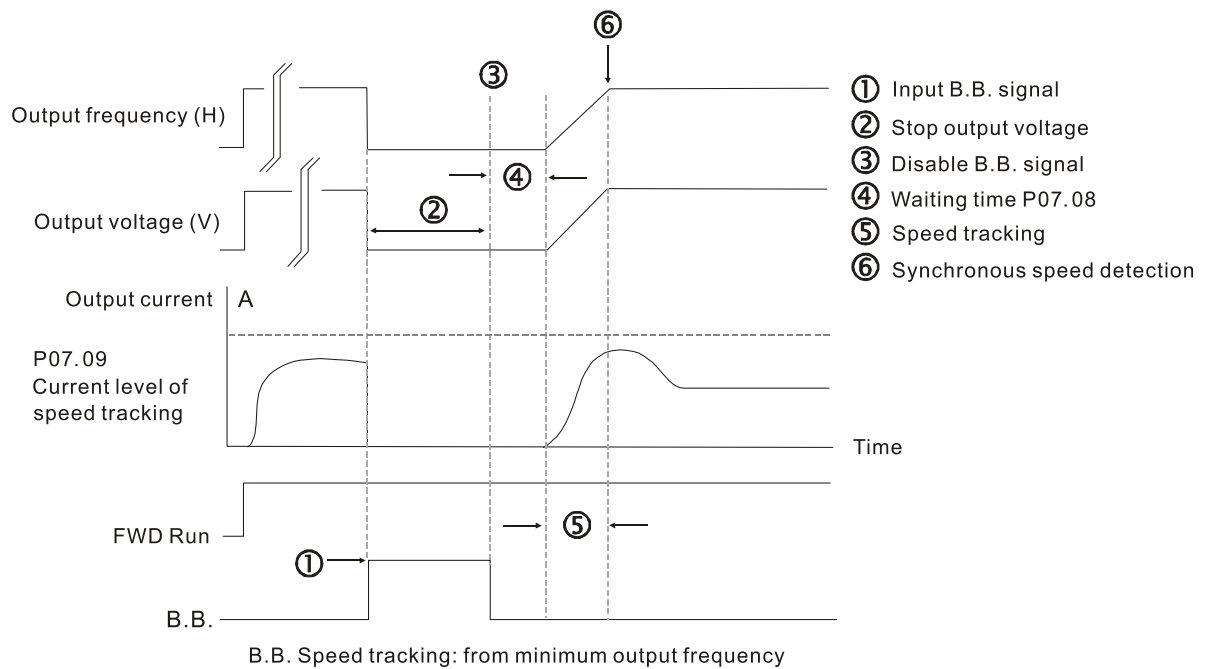 ⑥
③
Output frequency (H)
④
②
Output voltage (V)
① Input B.B. signal
② Stop output voltage
③ Disable B.B. signal
④ Waiting time P07.08
⑤ Speed tracking
⑥ Synchronous speed detection
Output current
A
P07.09
Current level of
speed tracking
Time
FWD Run
⑤
①
B.B.
B.B. Speed tracking: from minimum output frequency